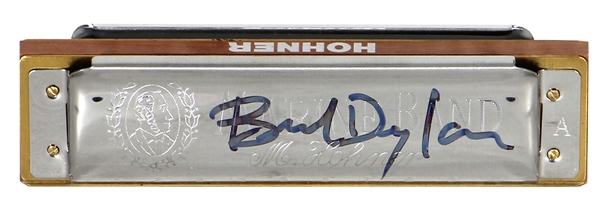 HOHNER
MARINE BAND
Bob Dylan
A
M. Hohner